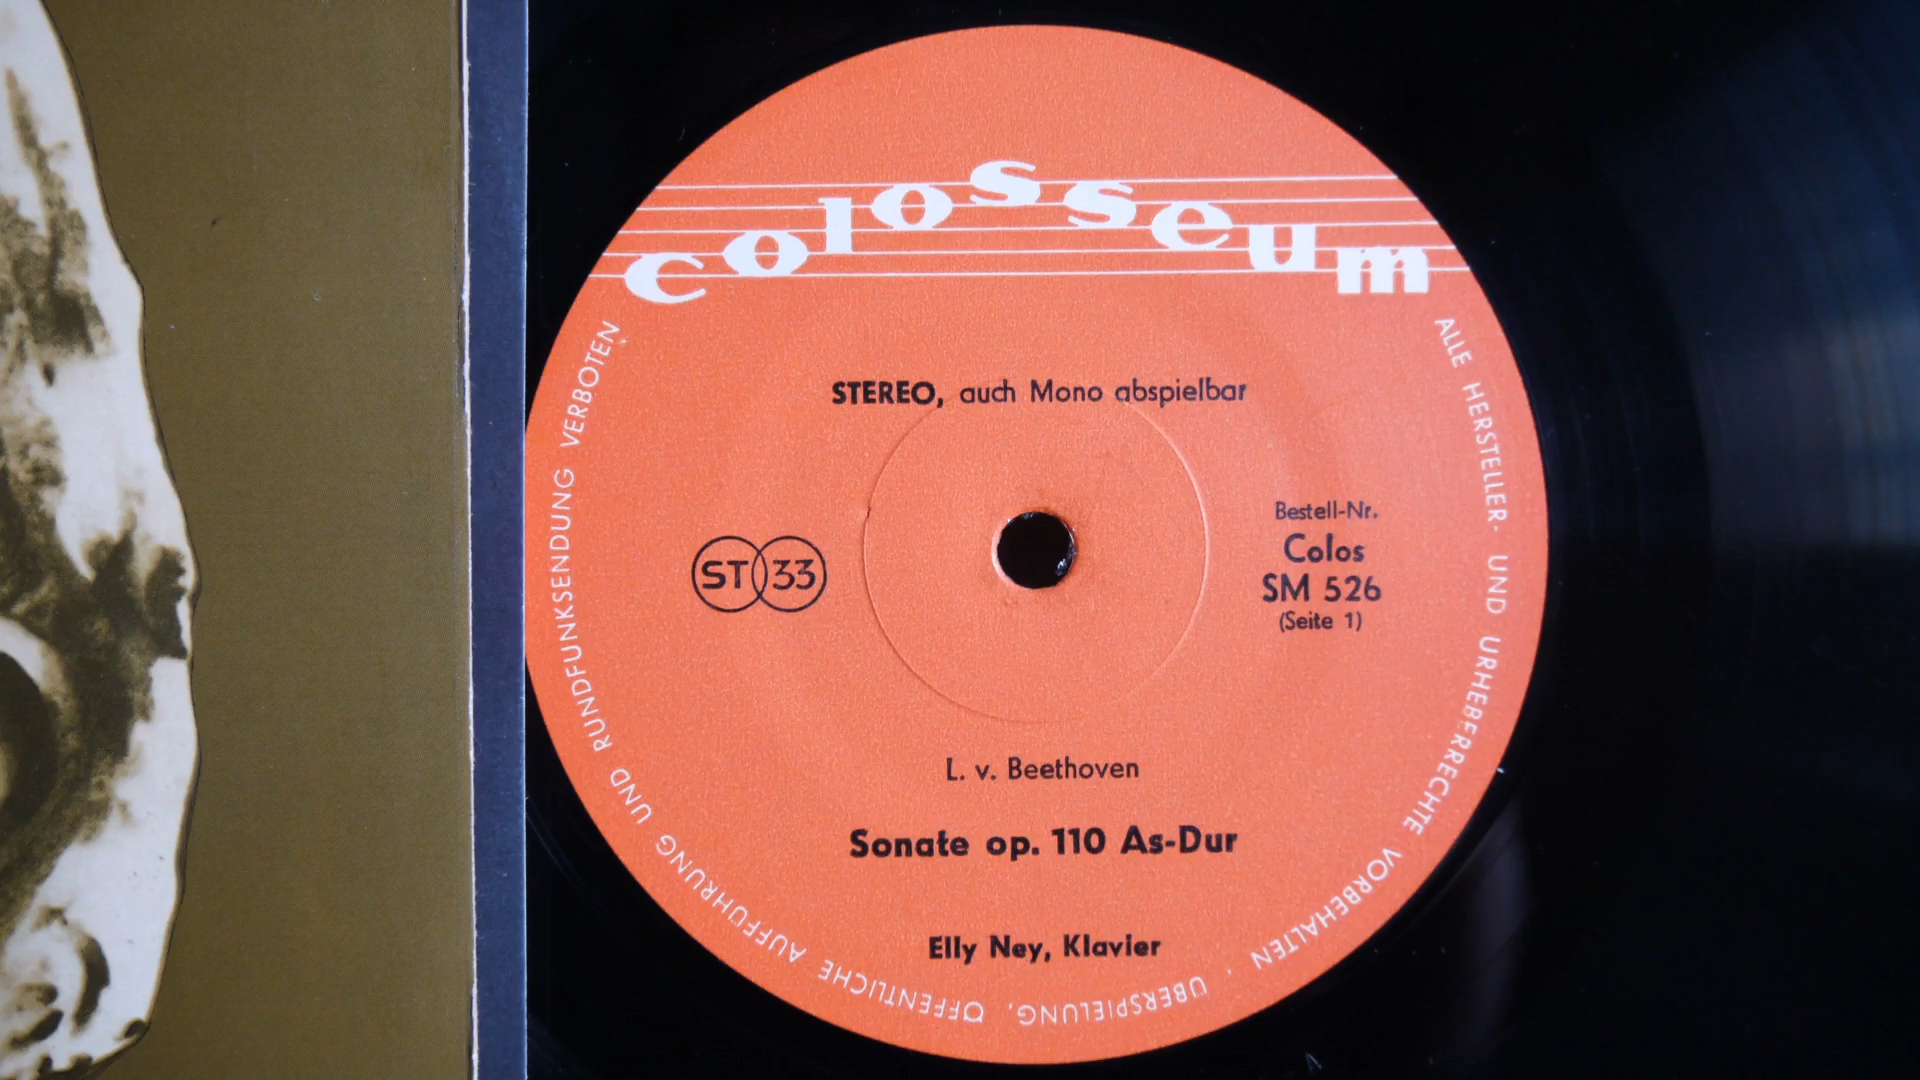 colosseum
STEREO, auch Mono abspielbar
ST 33
Bestell-Nr.
Colos
SM 526
(Seite 1)
L. v. Beethoven
Sonate op. 110 As-Dur
Elly Ney, Klavier
ALLE HERSTELLER- UND URHEBERRECHTE VORBEHALTEN . ÜBERSPIELUNG, ÖFFENTLICHE AUFFÜHRUNG UND RUNDFUNKSENDUNG VERBOTEN